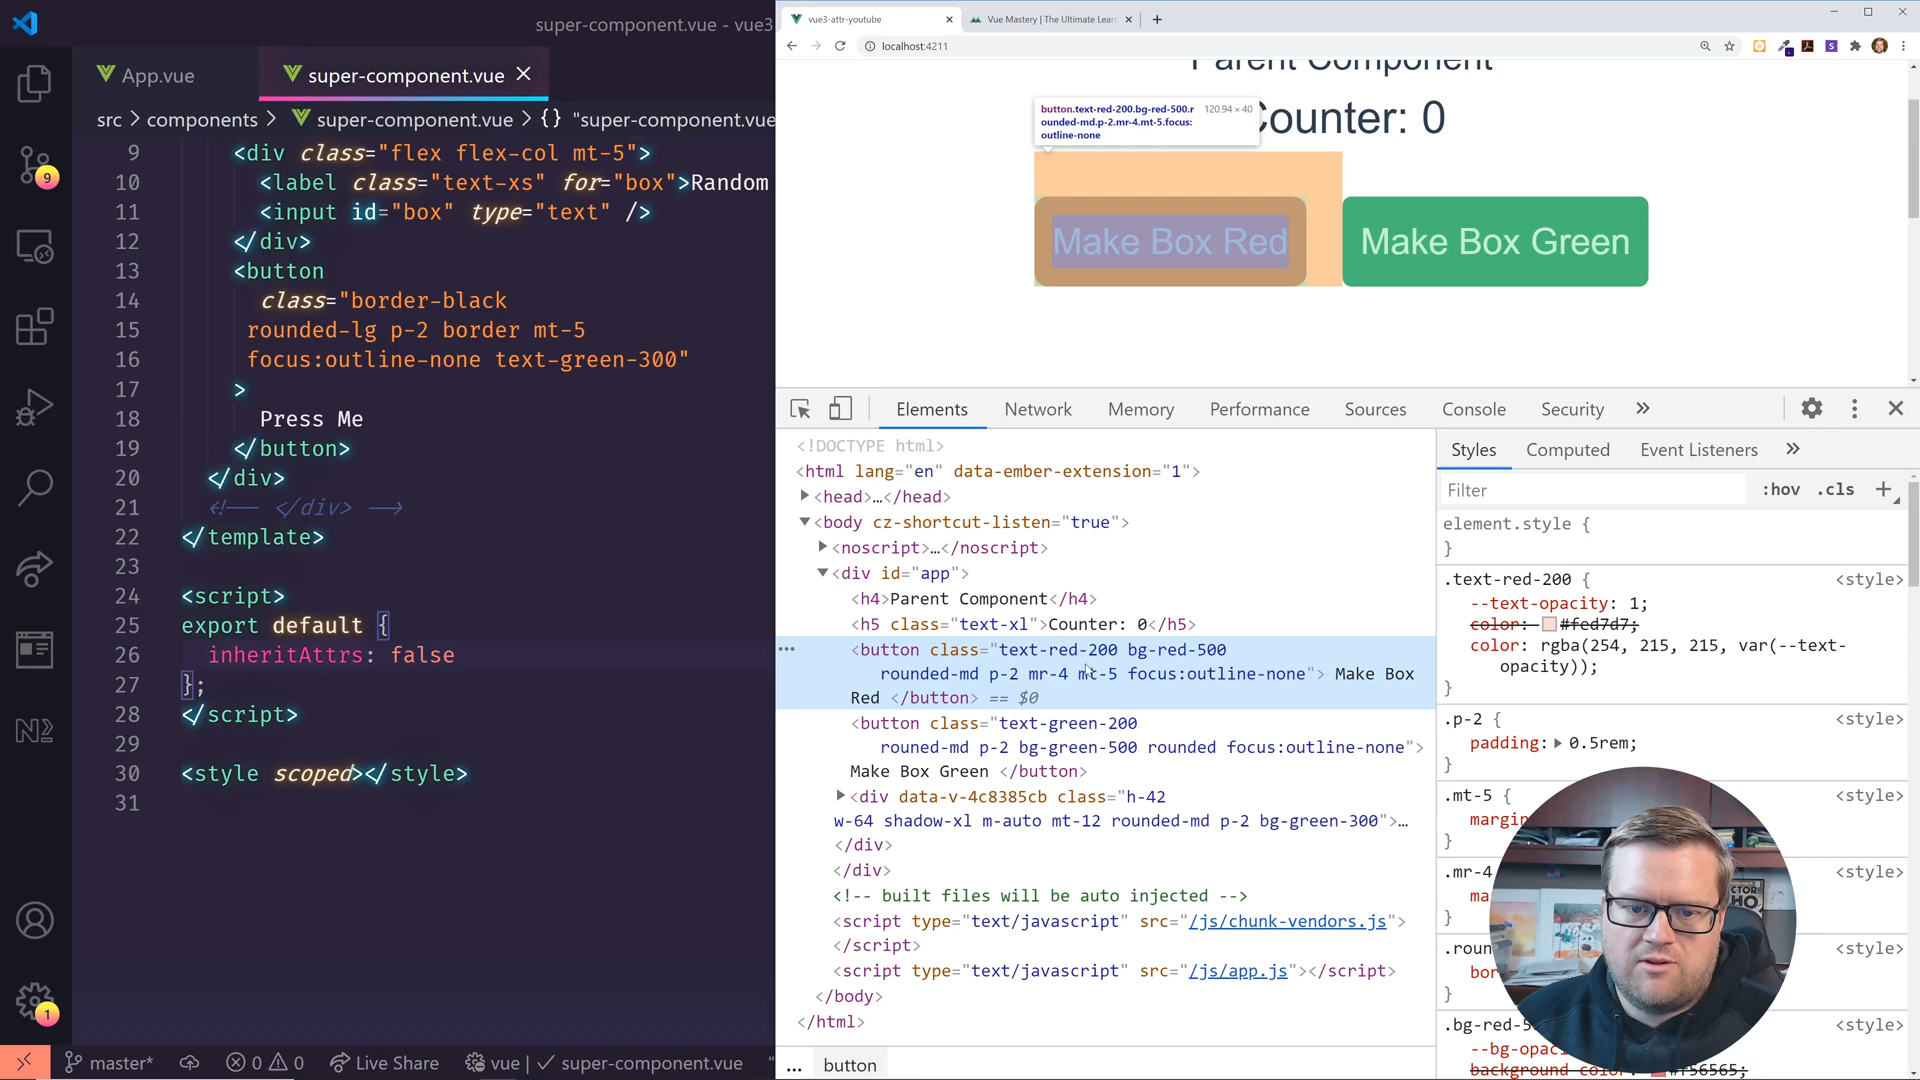 super-component.vue - vue3
App.vue
super-component.vue
src > components > super-component.vue > {} "super-component.vue
9 <div class="flex flex-col mt-5">
10 <label class="text-xs" for="box">Random
11 <input id="box" type="text" />
12 </div>
13 <button
14 class="border-black
15 rounded-lg p-2 border mt-5
16 focus:outline-none text-green-300"
17 >
18 Press Me
19 </button>
20 </div>
21 <!-- </div> -->
22 </template>
23
24 <script>
25 export default {
26 inheritAttrs: false
27 };
28 </script>
29
30 <style scoped></style>
31
9
1
master*
0 0
Live Share
vue | ✓ super-component.vue
vue3-attr-youtube
Vue Mastery | The Ultimate Lear
localhost:4211
Parent Component
Counter: 0
button.text-red-200.bg-red-500.r 120.94 × 40
ounded-md.p-2.mr-4.mt-5.focus:
outline-none
Make Box Red
Make Box Green
Elements Network Memory Performance Sources Console Security
<!DOCTYPE html>
<html lang="en" data-ember-extension="1">
<head>…</head>
<body cz-shortcut-listen="true">
<noscript>…</noscript>
<div id="app">
<h4>Parent Component</h4>
<h5 class="text-xl">Counter: 0</h5>
<button class="text-red-200 bg-red-500
rounded-md p-2 mr-4 mt-5 focus:outline-none"> Make Box
Red </button> == $0
<button class="text-green-200
rouned-md p-2 bg-green-500 rounded focus:outline-none">
Make Box Green </button>
<div data-v-4c8385cb class="h-42
w-64 shadow-xl m-auto mt-12 rounded-md p-2 bg-green-300">…
</div>
</div>
<!-- built files will be auto injected -->
<script type="text/javascript" src="/js/chunk-vendors.js">
</script>
<script type="text/javascript" src="/js/app.js"></script>
</body>
</html>
... button
Styles Computed Event Listeners
Filter :hov .cls +
element.style {
}
.text-red-200 { <style>
--text-opacity: 1;
color: #fed7d7;
color: rgba(254, 215, 215, var(--text-
opacity));
}
.p-2 { <style>
padding: 0.5rem;
}
.mt-5 { <style>
margin
}
.mr-4 <style>
ma
}
.roun <style>
bor
}
.bg-red-5 <style>
--bg-opaci
background-color: #f56565;